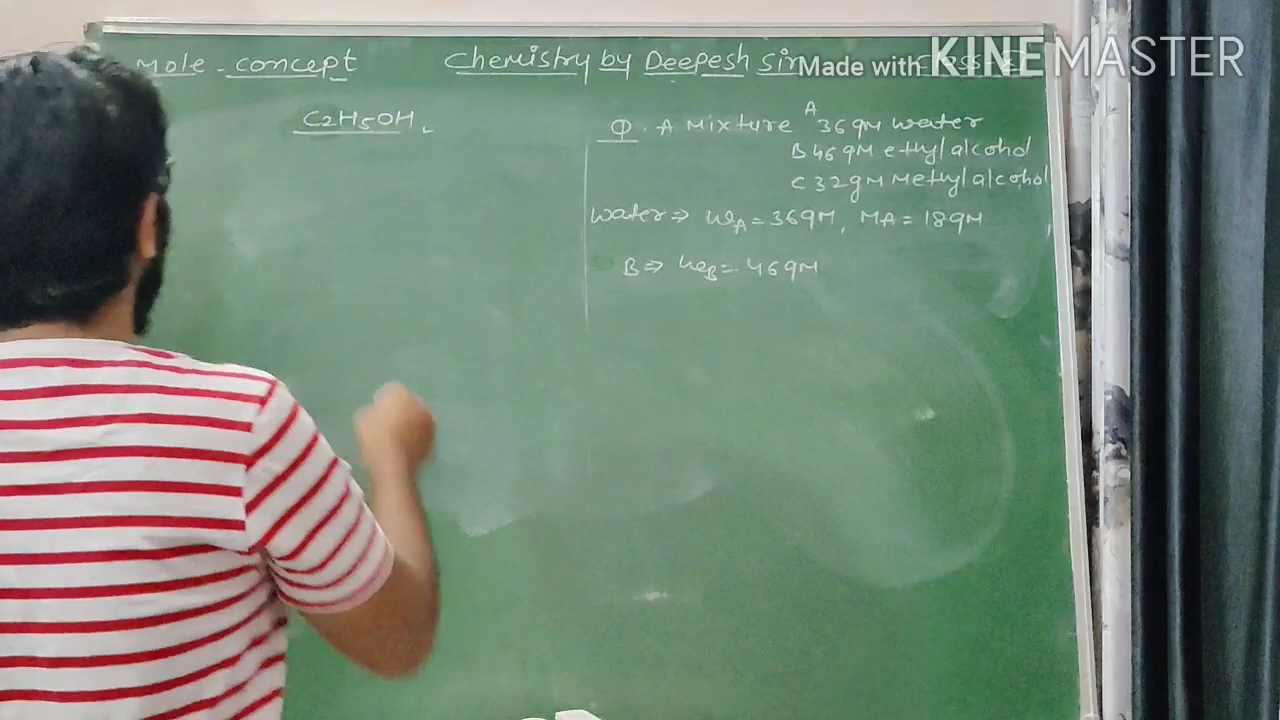 Mole-concept
Chemistry by Deepesh Sir
Made with KINEMASTER
C2H5OH
Q. A Mixture A 36gm water
B 46gm ethyl alcohol
C 32gm Methyl alcohol
Water ⇒ WA = 36gm, MA = 18gm
B ⇒ WB = 46gm